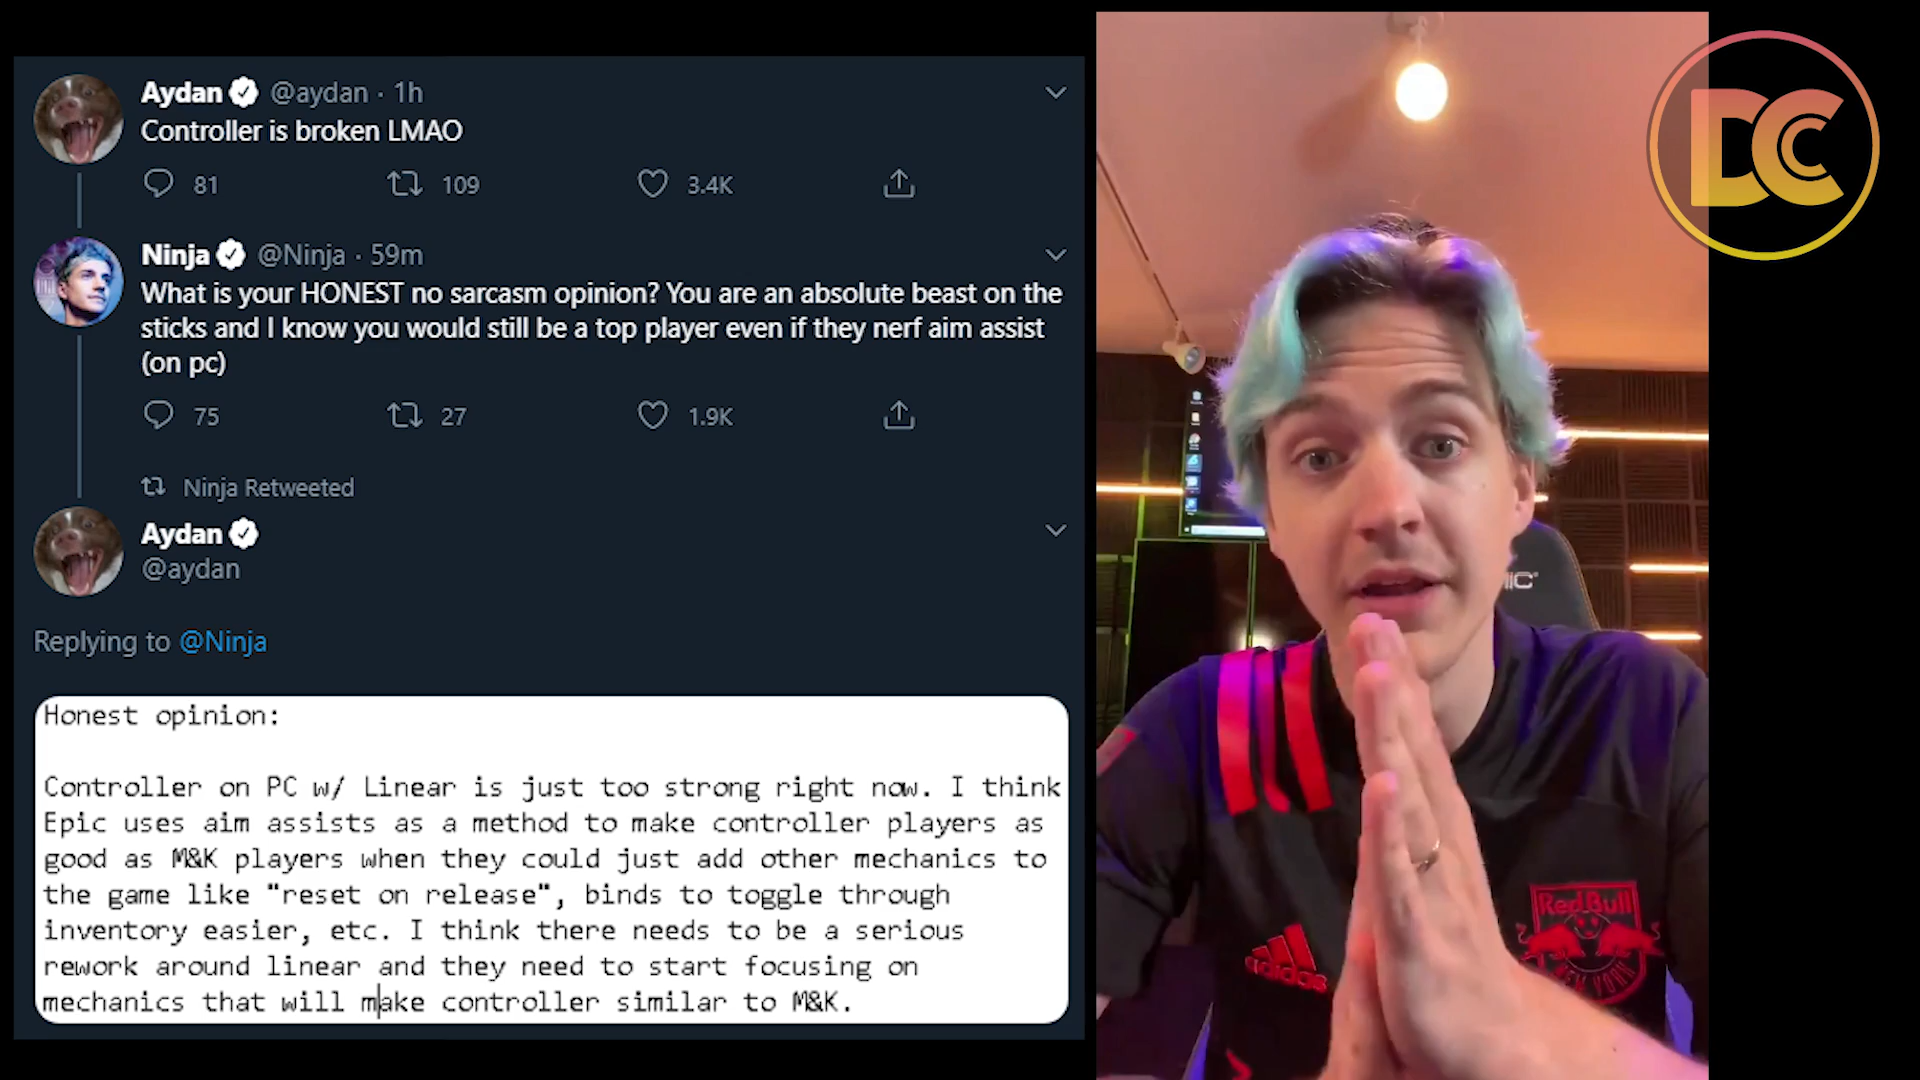 Aydan @aydan · 1h
Controller is broken LMAO
81 109 3.4K
Ninja @Ninja · 59m
What is your HONEST no sarcasm opinion? You are an absolute beast on the
sticks and I know you would still be a top player even if they nerf aim assist
(on pc)
75 27 1.9K
Ninja Retweeted
Aydan
@aydan
Replying to @Ninja
Honest opinion:
Controller on PC w/ Linear is just too strong right now. I think
Epic uses aim assists as a method to make controller players as
good as M&K players when they could just add other mechanics to
the game like "reset on release", binds to toggle through
inventory easier, etc. I think there needs to be a serious
rework around linear and they need to start focusing on
mechanics that will make controller similar to M&K.
DCC
adidas
Red Bull
NEW YORK